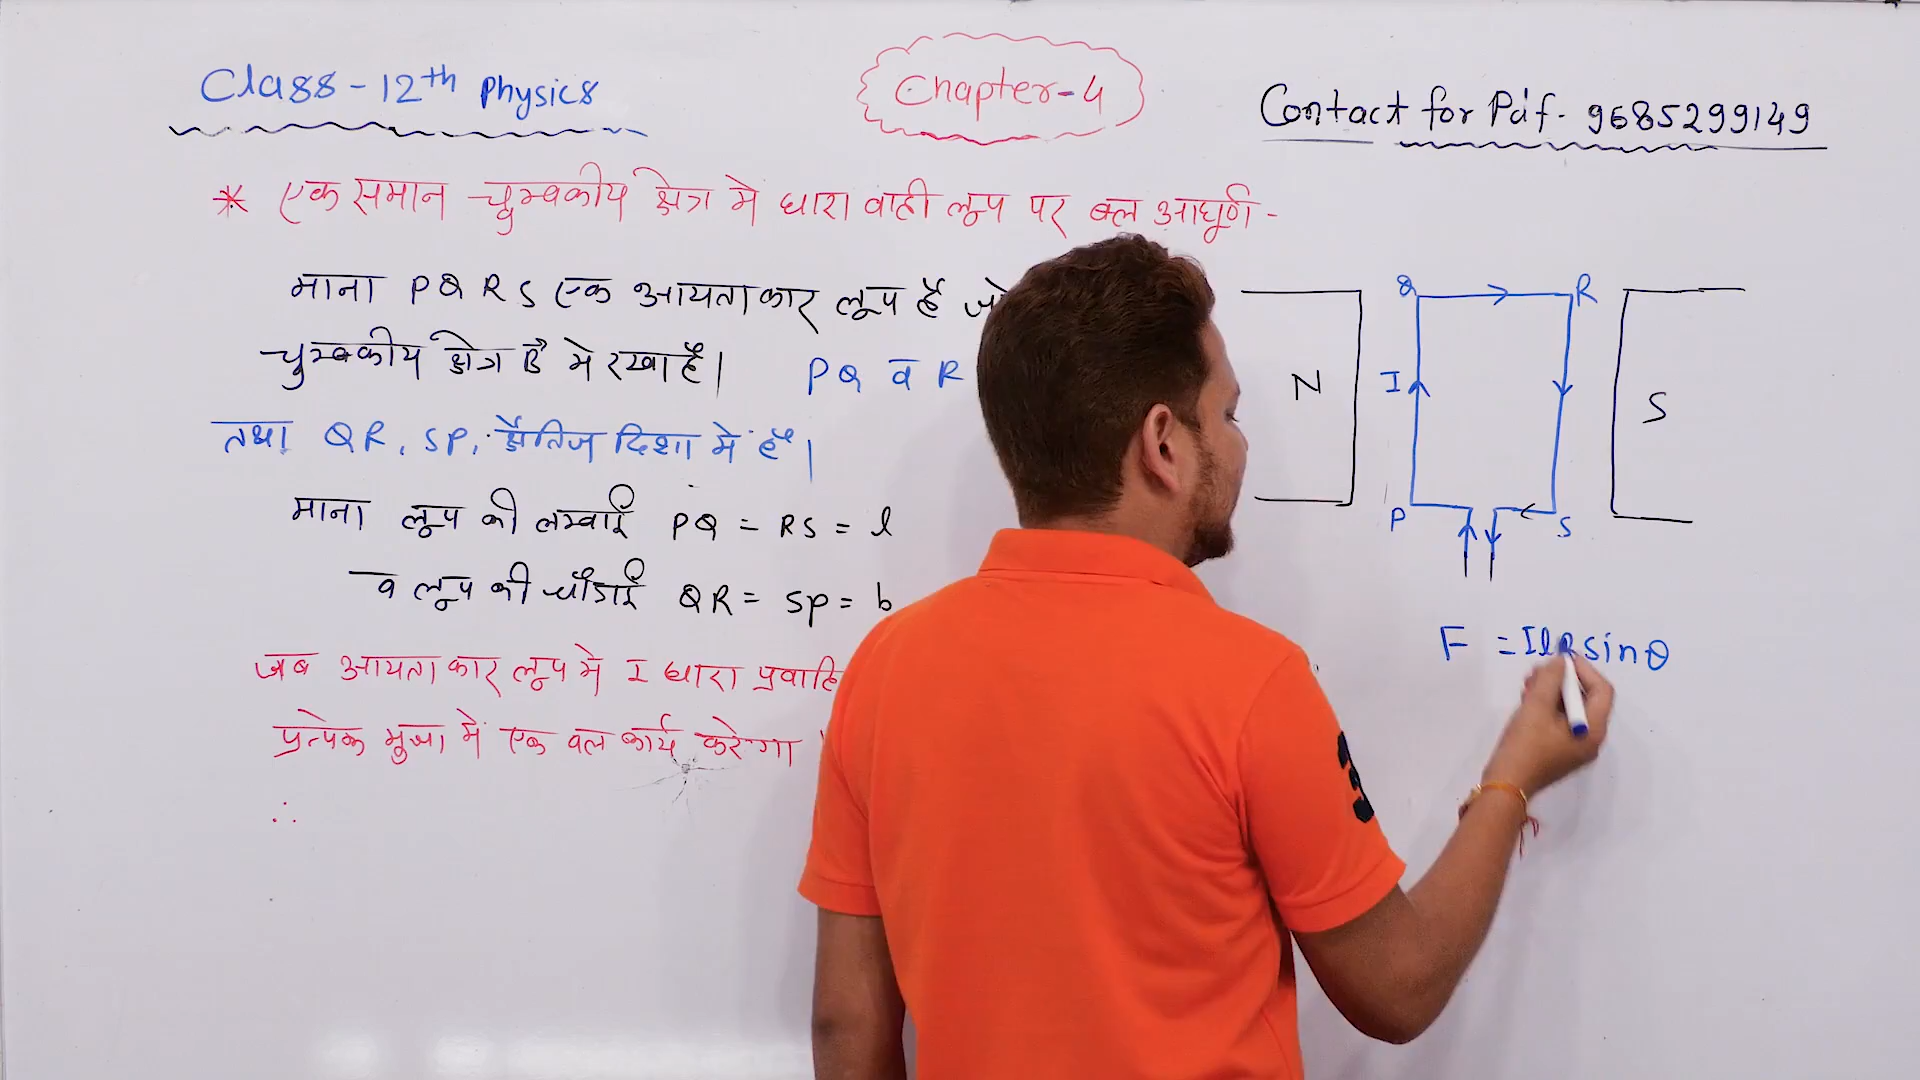 Class - 12th Physics
Chapter-4
Contact for Pdf. 9685299149
* एक समान चुम्बकीय क्षेत्र मे धारा वाही लूप पर बल आघूर्ण -
माना PQRS एक आयताकार लूप है जो
चुम्बकीय क्षेत्र B मे रखा है।
PQ व R
तथा QR, SP, क्षैतिज दिशा मे है।
माना लूप की लम्बाई PQ = RS = l
व लूप की चौडाई QR = SP = b
जब आयताकार लूप मे I धारा प्रवाहि
प्रत्येक भुजा मे एक बल कार्य करेगा
∴
Q R
N I S
P S
F = IlBsinθ